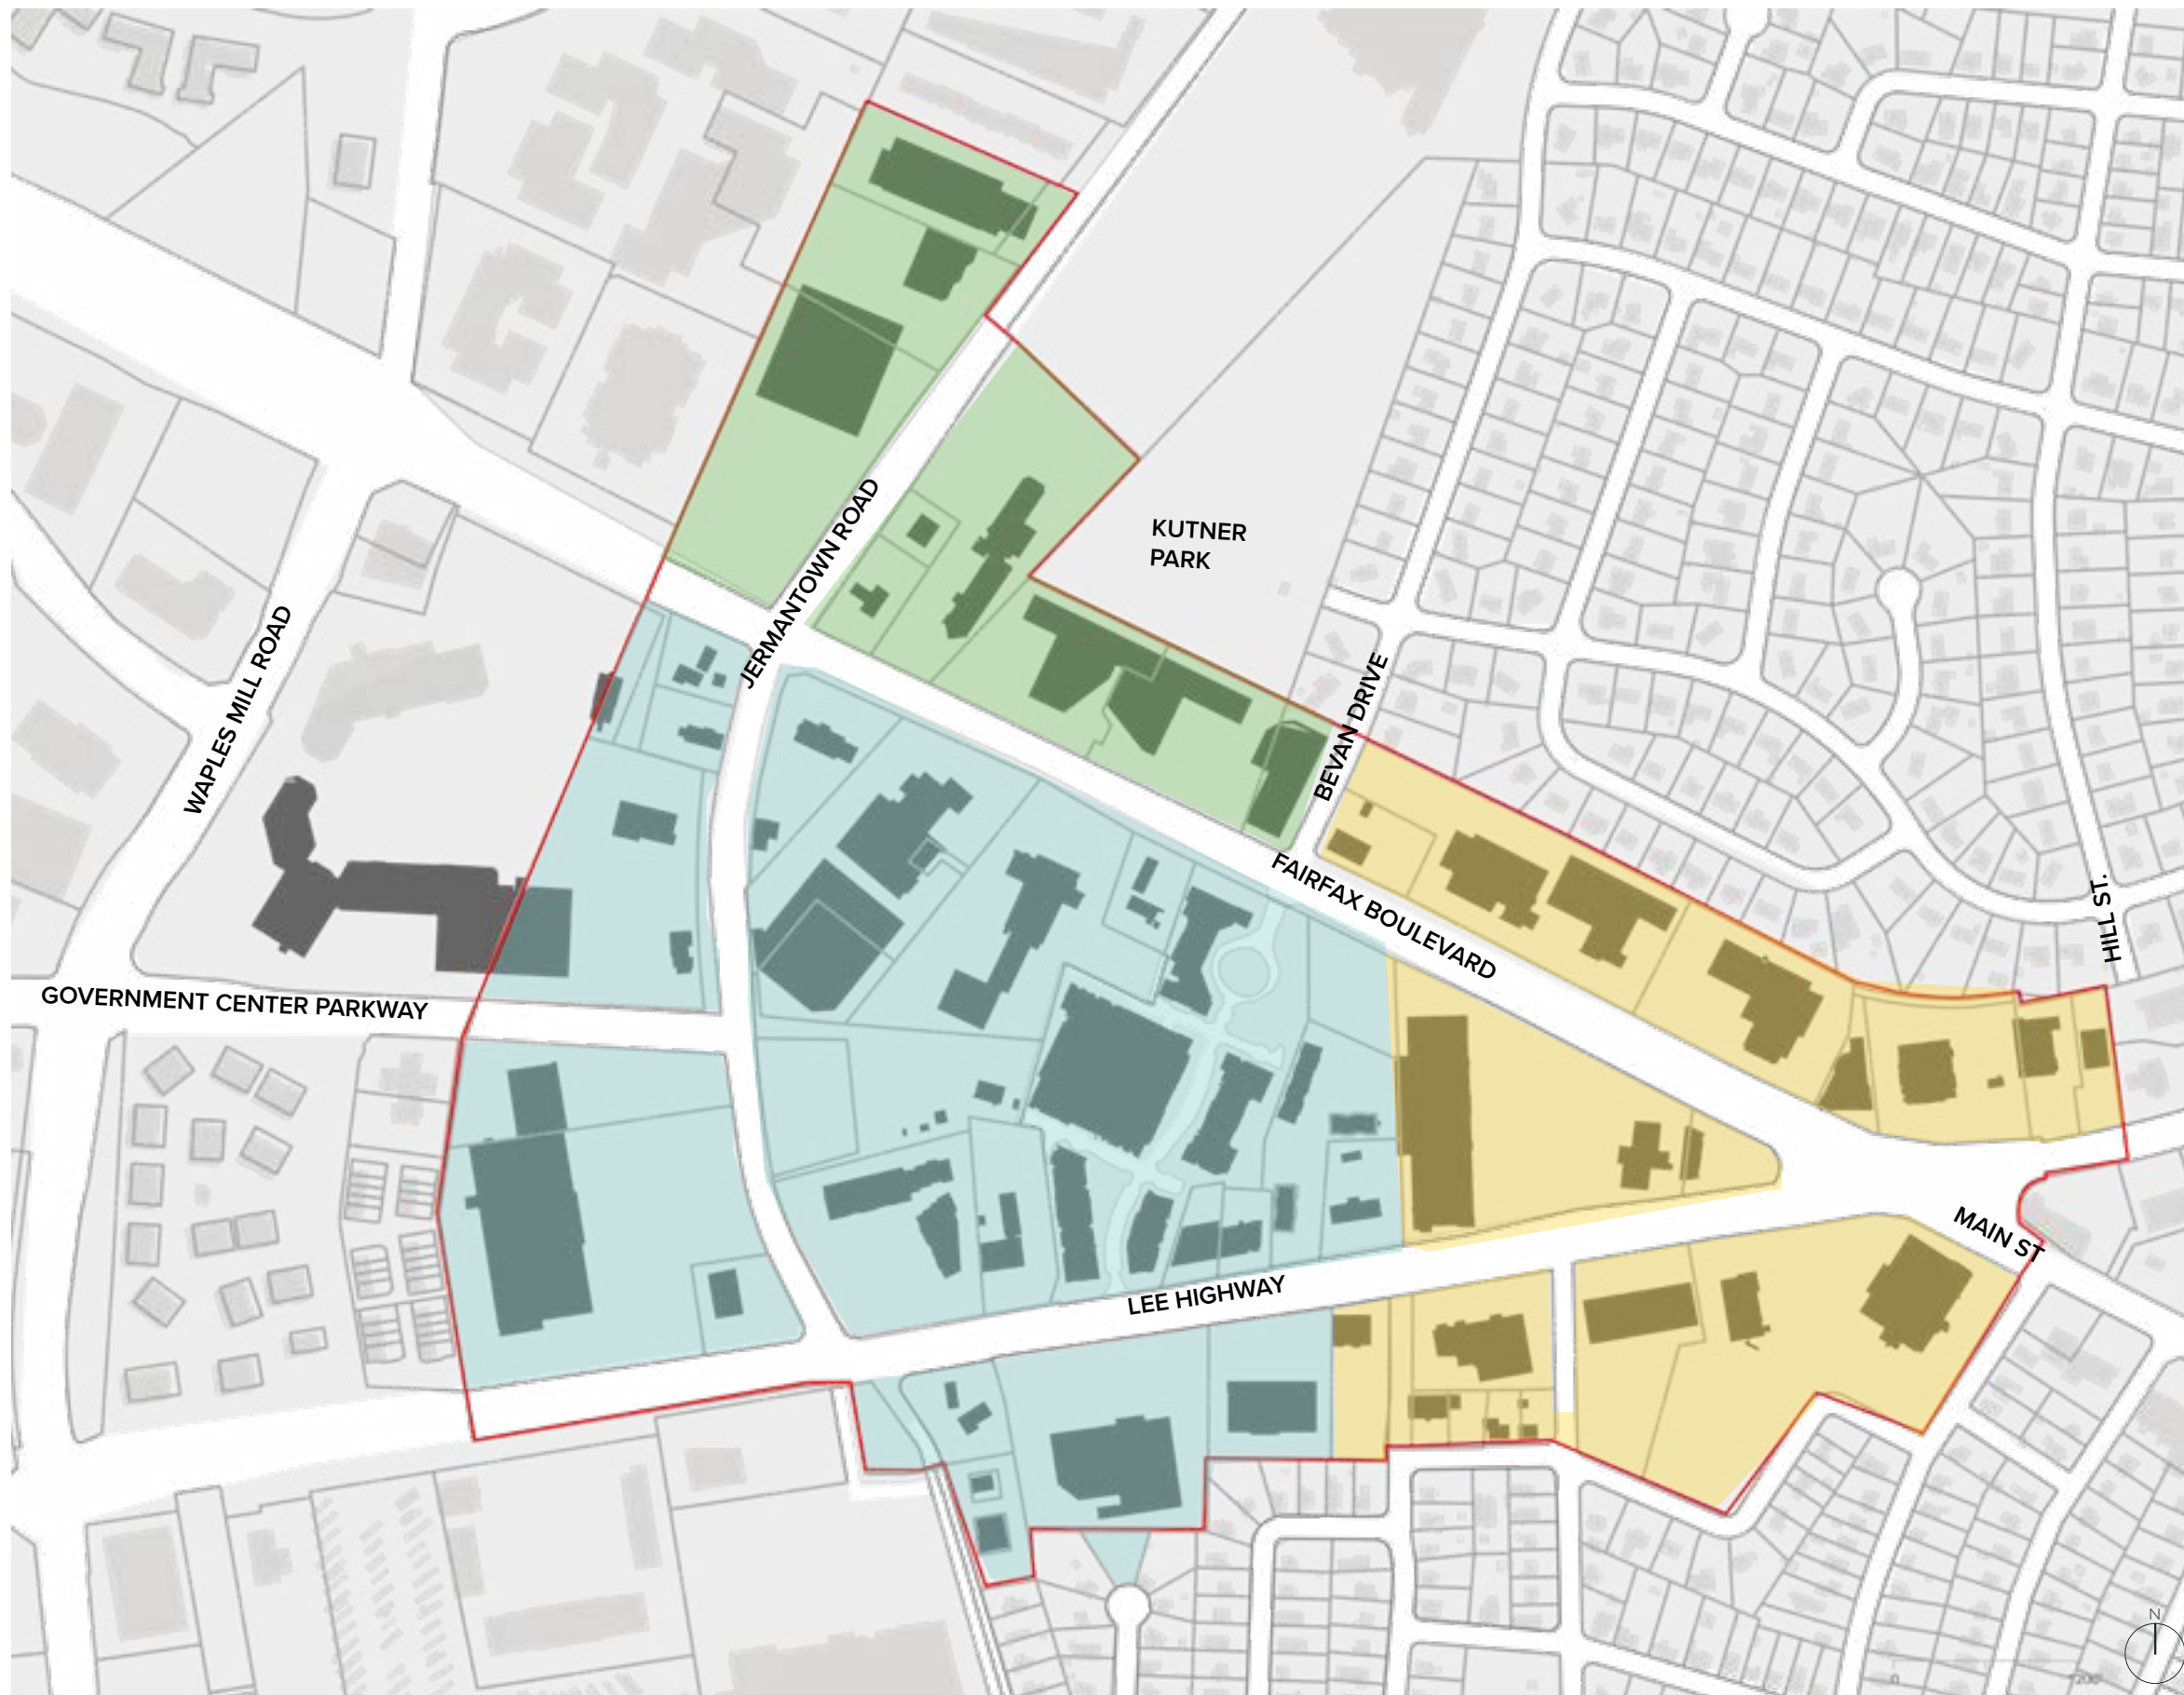 KUTNER
PARK
JERMANTOWN ROAD
WAPLES MILL ROAD
BEVAN DRIVE
FAIRFAX BOULEVARD
HILL ST.
GOVERNMENT CENTER PARKWAY
MAIN ST
LEE HIGHWAY
N
0